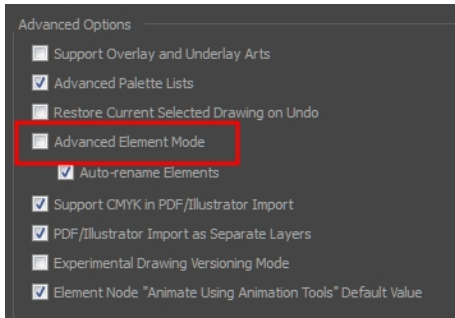 Advanced Options
Support Overlay and Underlay Arts
Advanced Palette Lists
Restore Current Selected Drawing on Undo
Advanced Element Mode
Auto-rename Elements
Support CMYK in PDF/Illustrator Import
PDF/Illustrator Import as Separate Layers
Experimental Drawing Versioning Mode
Element Node "Animate Using Animation Tools" Default Value